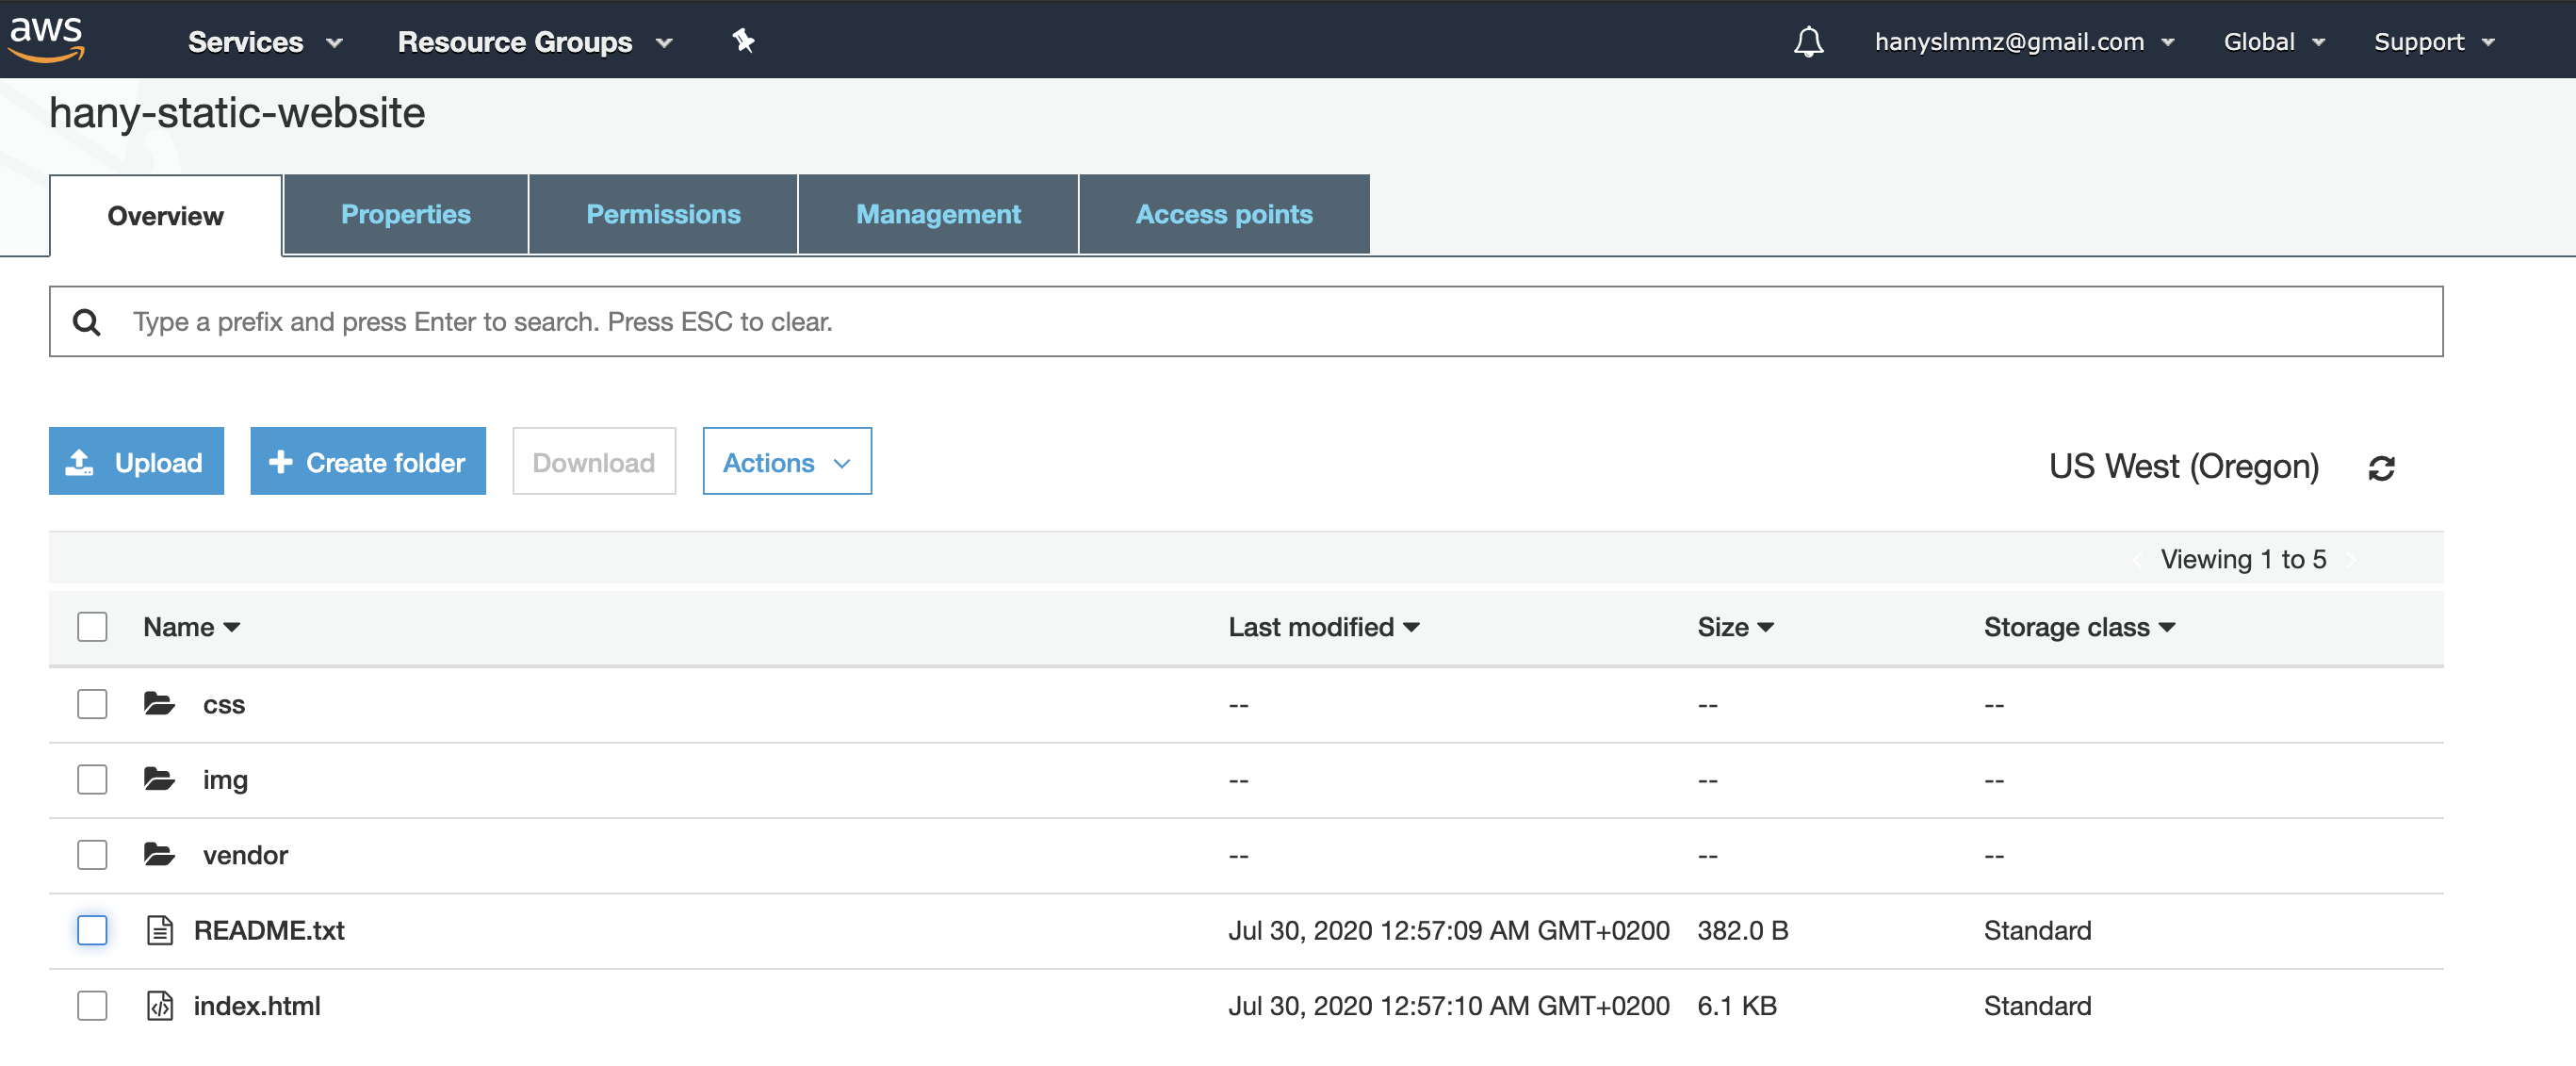 aws Services Resource Groups hanyslmmz@gmail.com Global Support
hany-static-website
Overview Properties Permissions Management Access points
Type a prefix and press Enter to search. Press ESC to clear.
Upload Create folder Download Actions US West (Oregon)
Viewing 1 to 5
Name Last modified Size Storage class
css -- -- --
img -- -- --
vendor -- -- --
README.txt Jul 30, 2020 12:57:09 AM GMT+0200 382.0 B Standard
index.html Jul 30, 2020 12:57:10 AM GMT+0200 6.1 KB Standard